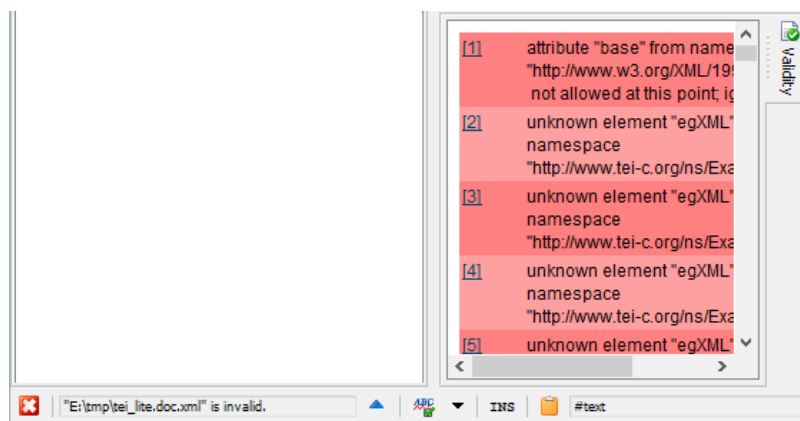 [1] attribute "base" from name
"http://www.w3.org/XML/19
not allowed at this point; ig
[2] unknown element "egXML"
namespace
"http://www.tei-c.org/ns/Exa
[3] unknown element "egXML"
namespace
"http://www.tei-c.org/ns/Exa
[4] unknown element "egXML"
namespace
"http://www.tei-c.org/ns/Exa
[5] unknown element "egXML"
Validity
"E:\tmp\tei_lite.doc.xml" is invalid.
ABC
INS
#text